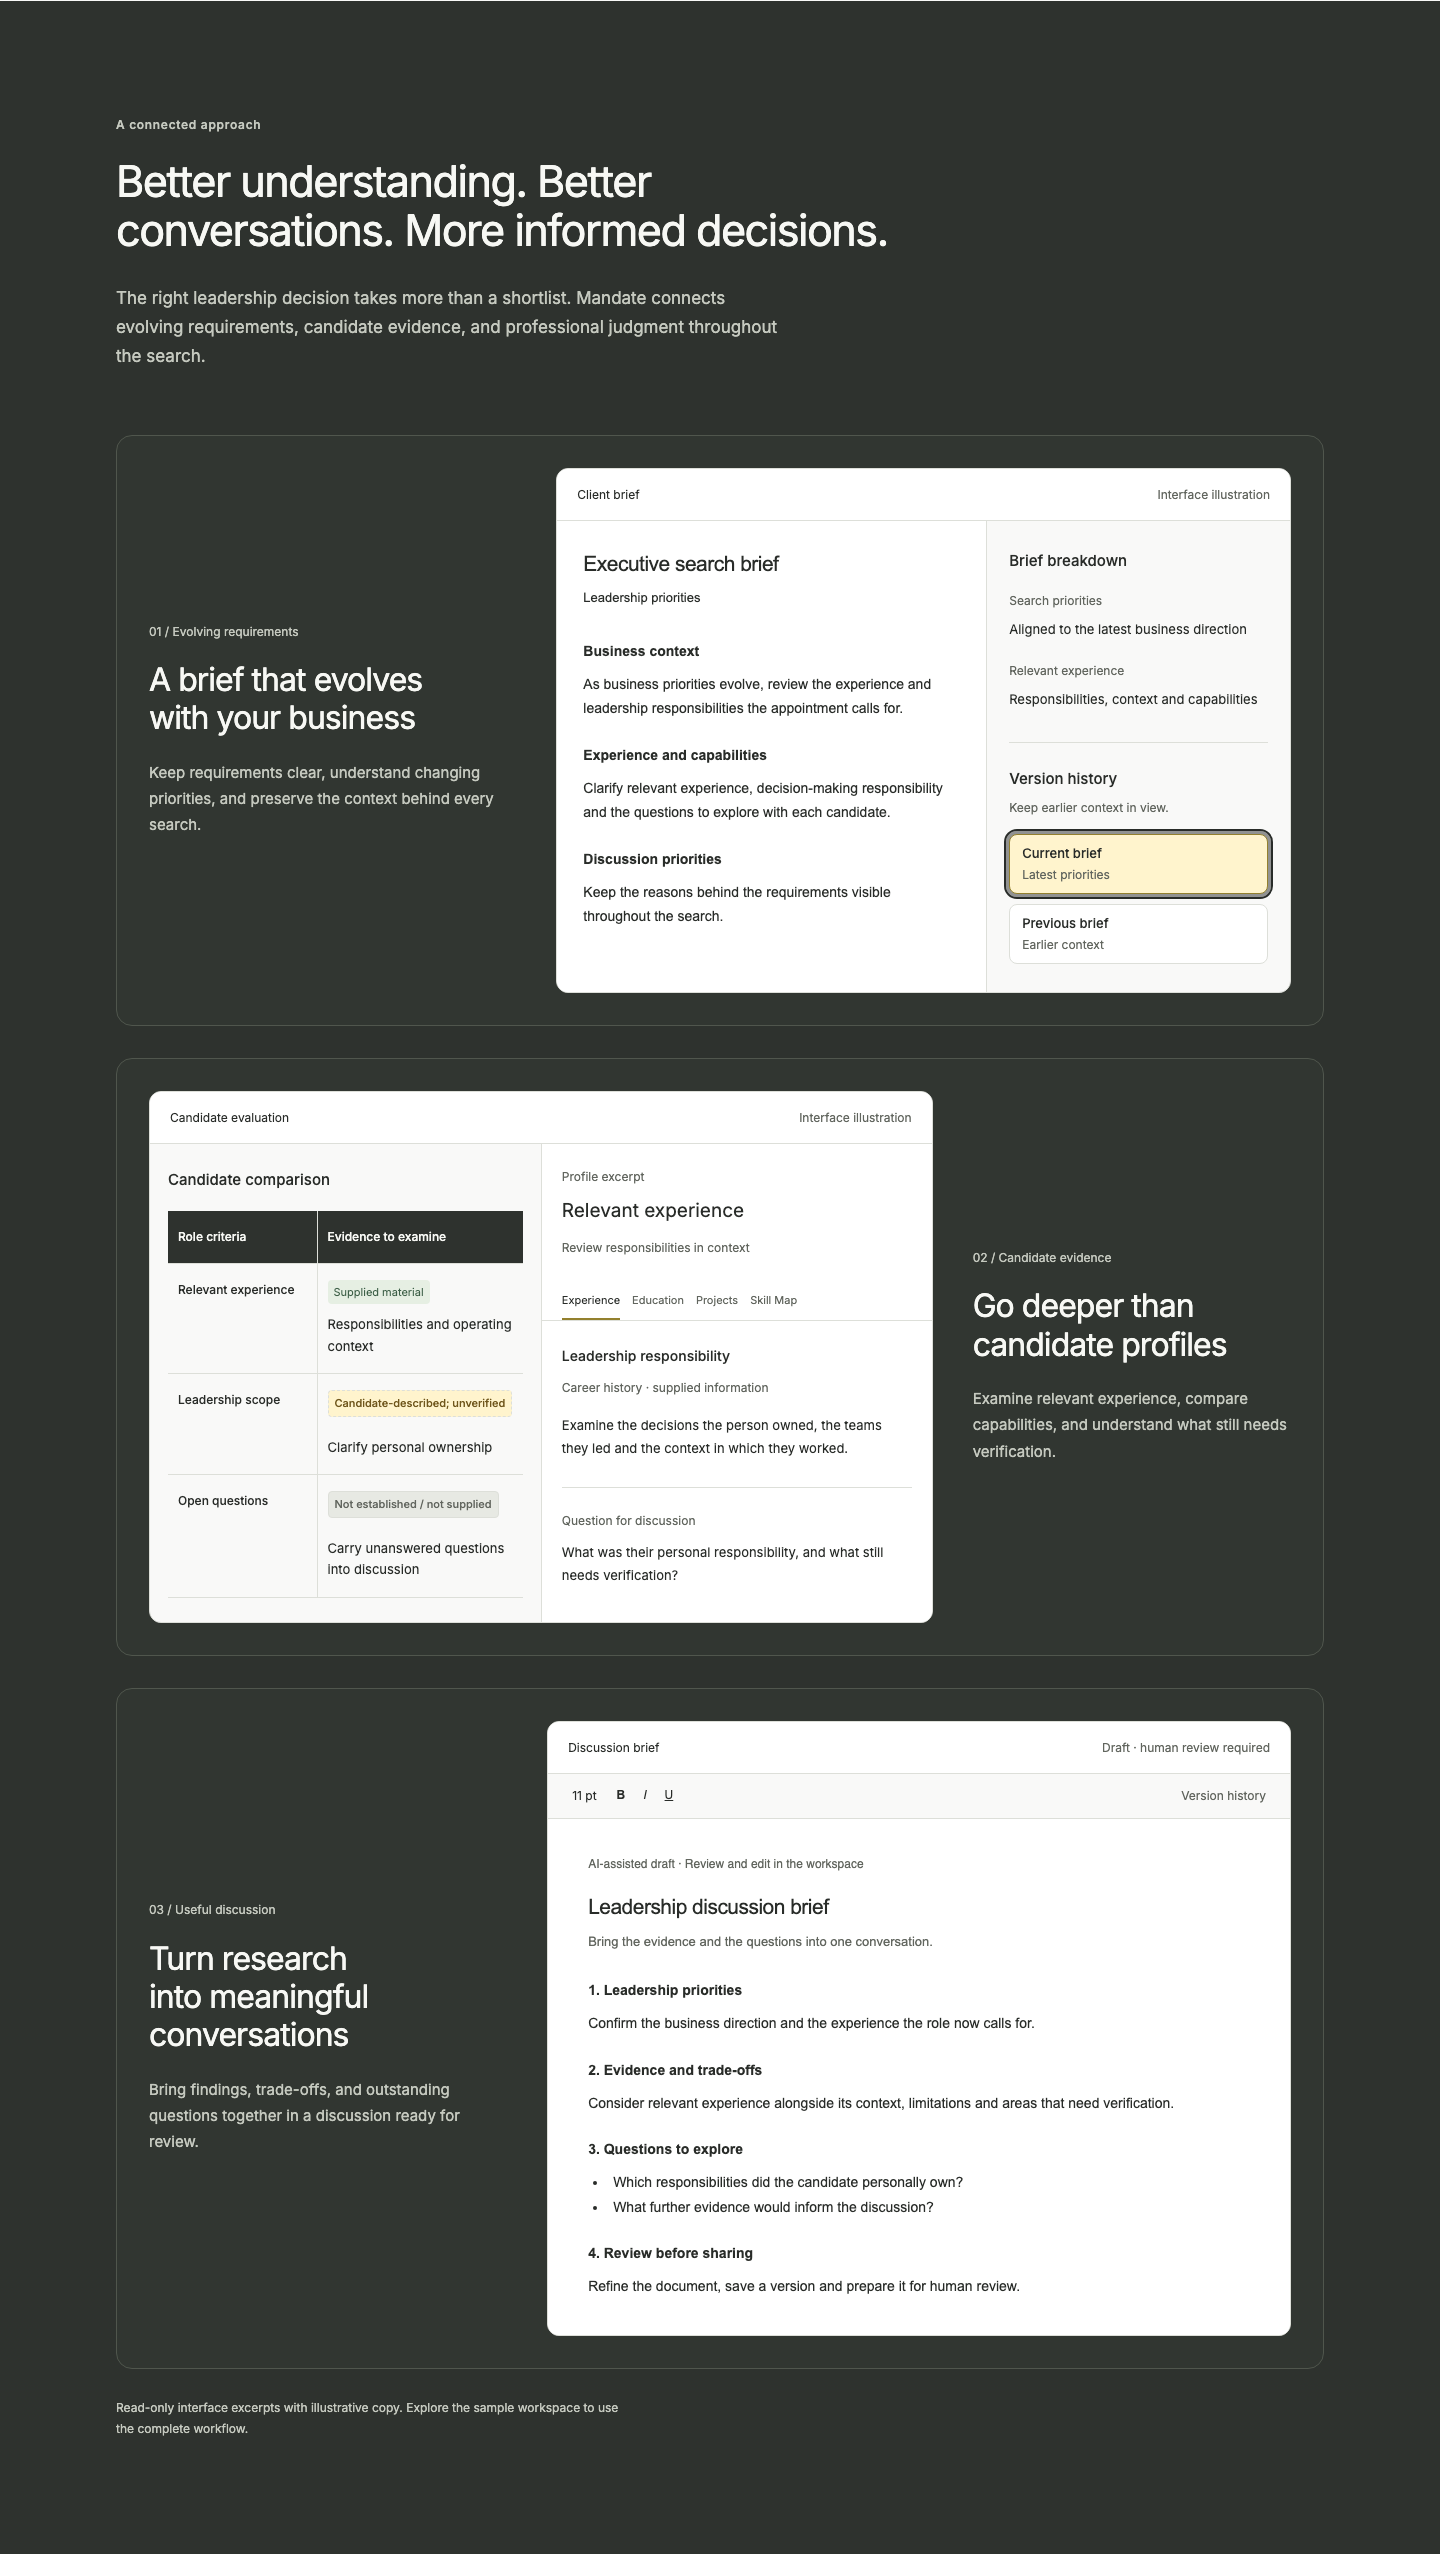 A connected approach
Better understanding. Better
conversations. More informed decisions.
The right leadership decision takes more than a shortlist. Mandate connects
evolving requirements, candidate evidence, and professional judgment throughout
the search.
01 / Evolving requirements
A brief that evolves
with your business
Keep requirements clear, understand changing
priorities, and preserve the context behind every
search.
Client brief
Interface illustration
Executive search brief
Leadership priorities
Business context
As business priorities evolve, review the experience and
leadership responsibilities the appointment calls for.
Experience and capabilities
Clarify relevant experience, decision-making responsibility
and the questions to explore with each candidate.
Discussion priorities
Keep the reasons behind the requirements visible
throughout the search.
Brief breakdown
Search priorities
Aligned to the latest business direction
Relevant experience
Responsibilities, context and capabilities
Version history
Keep earlier context in view.
Current brief
Latest priorities
Previous brief
Earlier context
Candidate evaluation
Interface illustration
Candidate comparison
Role criteria
Evidence to examine
Relevant experience
Supplied material
Responsibilities and operating
context
Leadership scope
Candidate-described; unverified
Clarify personal ownership
Open questions
Not established / not supplied
Carry unanswered questions
into discussion
Profile excerpt
Relevant experience
Review responsibilities in context
Experience Education Projects Skill Map
Leadership responsibility
Career history · supplied information
Examine the decisions the person owned, the teams
they led and the context in which they worked.
Question for discussion
What was their personal responsibility, and what still
needs verification?
02 / Candidate evidence
Go deeper than
candidate profiles
Examine relevant experience, compare
capabilities, and understand what still needs
verification.
03 / Useful discussion
Turn research
into meaningful
conversations
Bring findings, trade-offs, and outstanding
questions together in a discussion ready for
review.
Discussion brief
Draft · human review required
11 pt B I U
Version history
AI-assisted draft · Review and edit in the workspace
Leadership discussion brief
Bring the evidence and the questions into one conversation.
1. Leadership priorities
Confirm the business direction and the experience the role now calls for.
2. Evidence and trade-offs
Consider relevant experience alongside its context, limitations and areas that need verification.
3. Questions to explore
• Which responsibilities did the candidate personally own?
• What further evidence would inform the discussion?
4. Review before sharing
Refine the document, save a version and prepare it for human review.
Read-only interface excerpts with illustrative copy. Explore the sample workspace to use
the complete workflow.